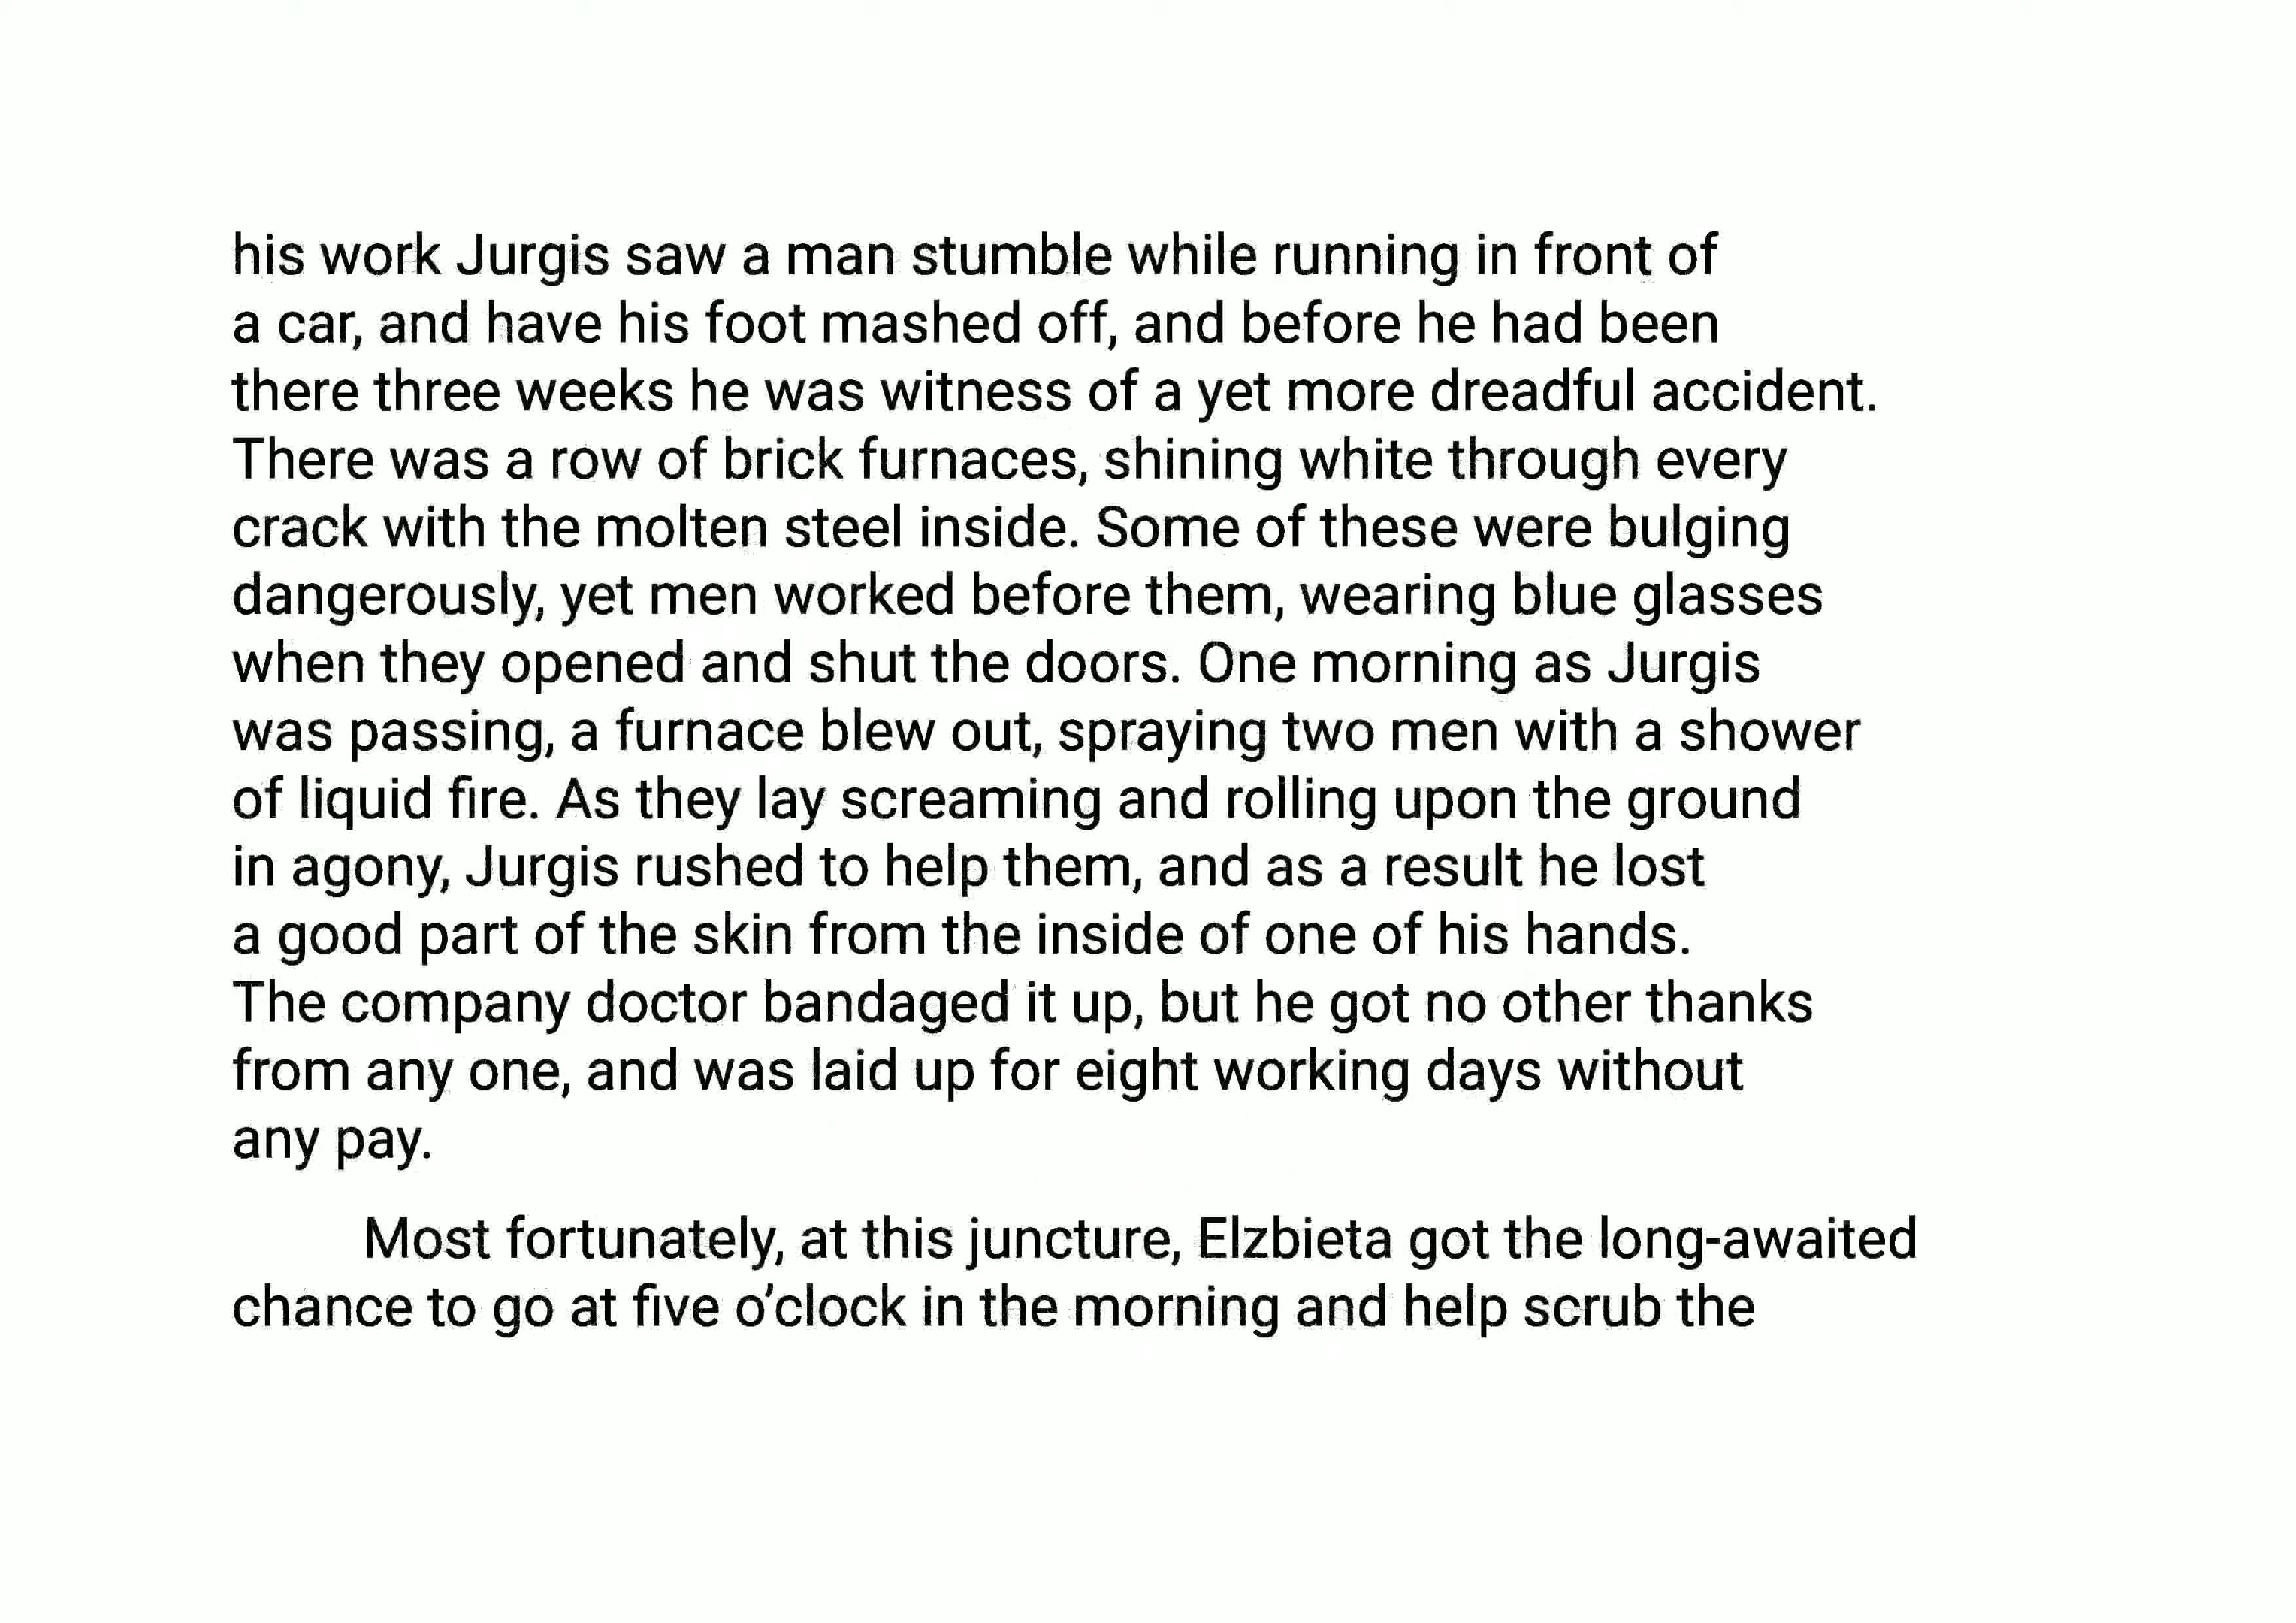 his work Jurgis saw a man stumble while running in front of
a car, and have his foot mashed off, and before he had been
there three weeks he was witness of a yet more dreadful accident.
There was a row of brick furnaces, shining white through every
crack with the molten steel inside. Some of these were bulging
dangerously, yet men worked before them, wearing blue glasses
when they opened and shut the doors. One morning as Jurgis
was passing, a furnace blew out, spraying two men with a shower
of liquid fire. As they lay screaming and rolling upon the ground
in agony, Jurgis rushed to help them, and as a result he lost
a good part of the skin from the inside of one of his hands.
The company doctor bandaged it up, but he got no other thanks
from any one, and was laid up for eight working days without
any pay.
Most fortunately, at this juncture, Elzbieta got the long-awaited
chance to go at five o'clock in the morning and help scrub the